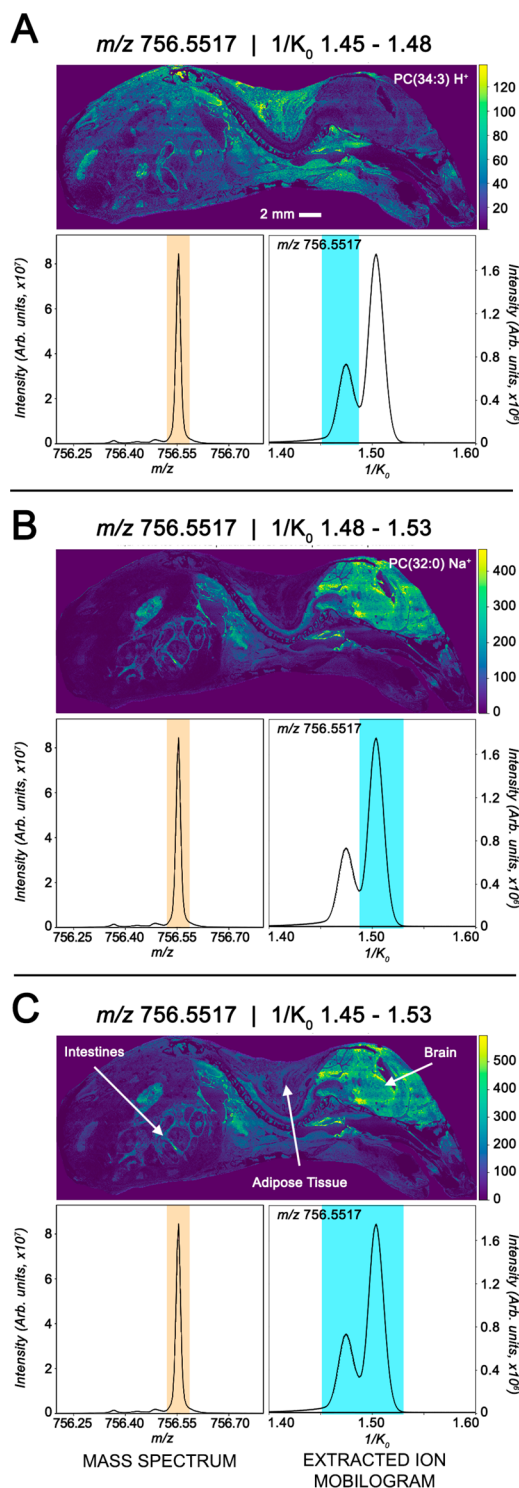 A
m/z 756.5517 | 1/K₀ 1.45 - 1.48
PC(34:3) H⁺
120
100
80
60
40
20
2 mm
Intensity (Arb. units, x10⁷)
8
6
4
2
0
756.25 756.40 756.55 756.70
m/z
m/z 756.5517
1.6
1.2
0.8
0.4
0
Intensity (Arb. units, x10⁶)
1.40 1.50 1.60
1/K₀
B
m/z 756.5517 | 1/K₀ 1.48 - 1.53
PC(32:0) Na⁺
400
300
200
100
0
Intensity (Arb. units, x10⁷)
8
6
4
2
0
756.25 756.40 756.55 756.70
m/z
m/z 756.5517
1.6
1.2
0.8
0.4
0
Intensity (Arb. units, x10⁶)
1.40 1.50 1.60
1/K₀
C
m/z 756.5517 | 1/K₀ 1.45 - 1.53
Intestines
Brain
Adipose Tissue
500
400
300
200
100
0
Intensity (Arb. units, x10⁷)
8
6
4
2
0
756.25 756.40 756.55 756.70
m/z
m/z 756.5517
1.6
1.2
0.8
0.4
0
Intensity (Arb. units, x10⁶)
1.40 1.50 1.60
1/K₀
MASS SPECTRUM
EXTRACTED ION
MOBILOGRAM